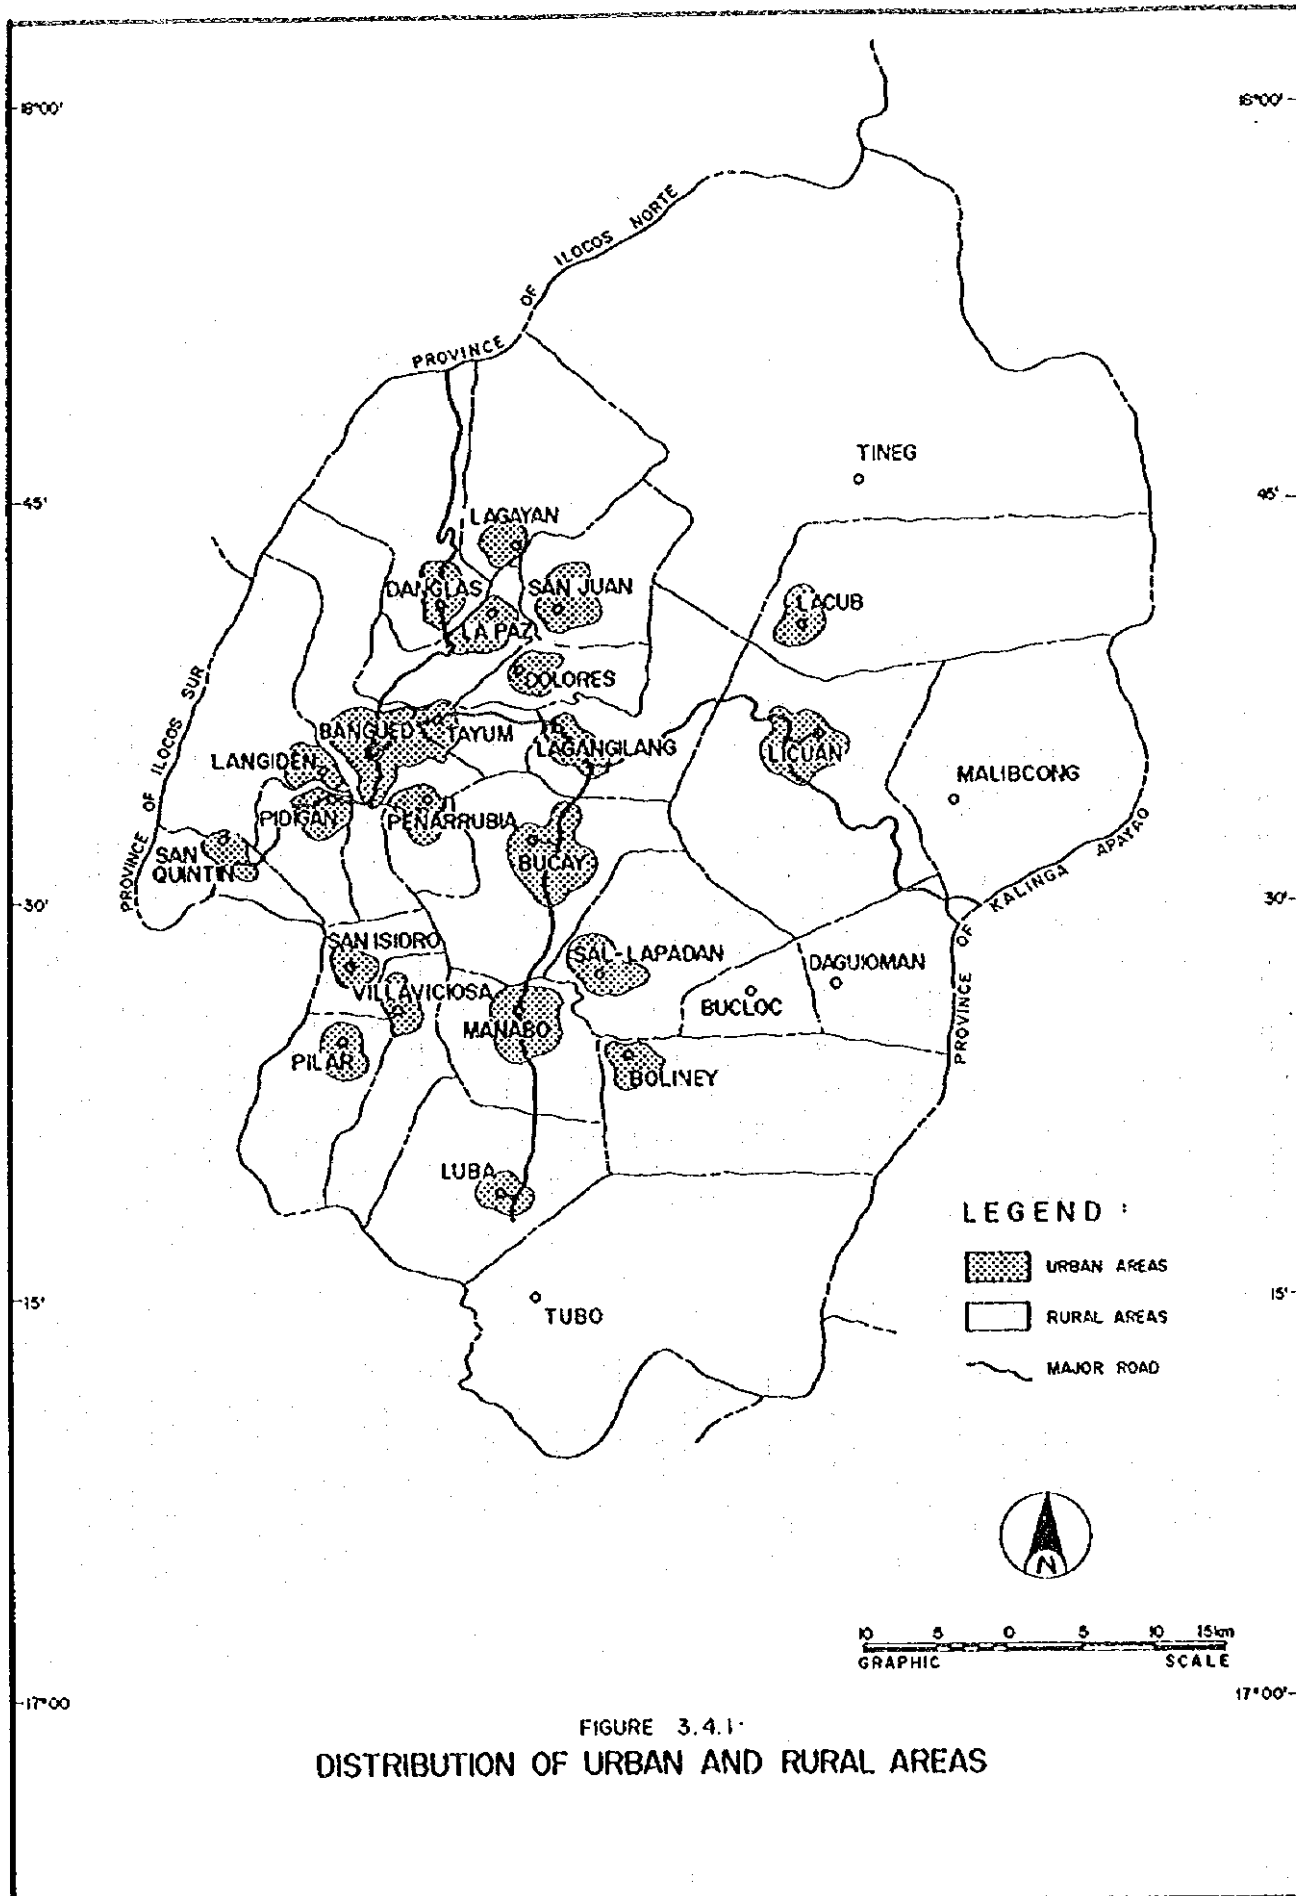 18°00'
18°00'
PROVINCE OF ILOCOS NORTE
TINEG
45'
45'
LAGAYAN
DANGLAS
SAN JUAN
LACUB
LA PAZ
DOLORES
PROVINCE OF ILOCOS SUR
BANGUED
TAYUM
LAGANGILANG
LICUAN
LANGIDEN
MALIBCONG
PIDIGAN
PENARRUBIA
SAN
QUINTIN
BUCAY
PROVINCE OF KALINGA APAYAO
30'
30'
SAN ISIDRO
SAL-LAPADAN
DAGUIOMAN
VILLAVICIOSA
BUCLOC
MANABO
PILAR
BOLINEY
LUBA
LEGEND :
URBAN AREAS
15'
15'
TUBO
RURAL AREAS
MAJOR ROAD
N
10 5 0 5 10 15km
GRAPHIC SCALE
17°00
17°00'
FIGURE 3.4.1
DISTRIBUTION OF URBAN AND RURAL AREAS